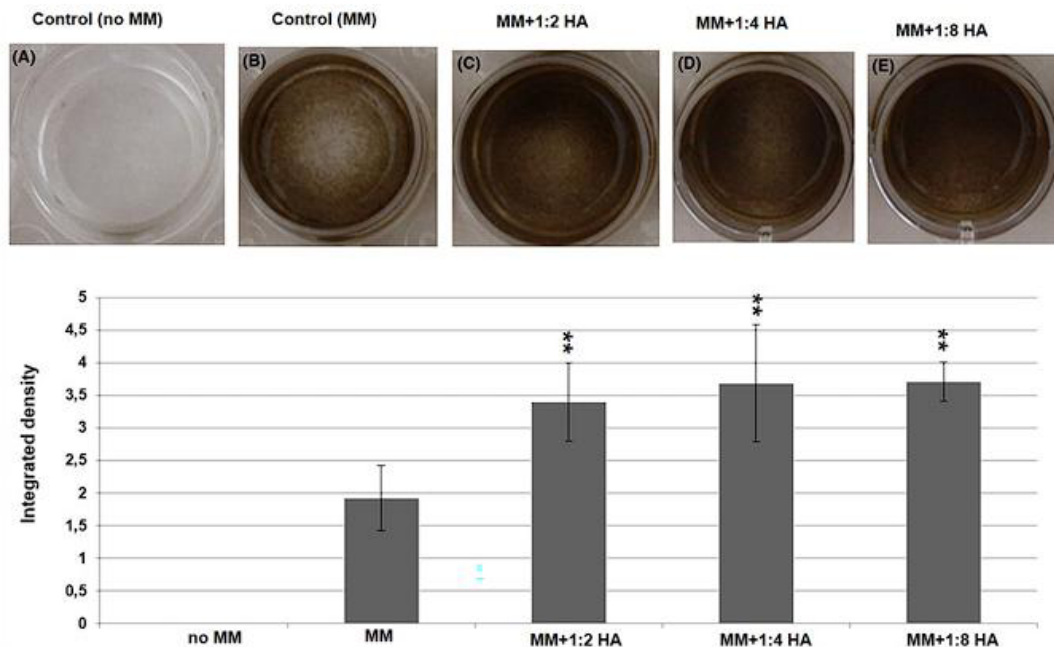 Control (no MM)
Control (MM)
MM+1:2 HA
MM+1:4 HA
MM+1:8 HA
(A)
(B)
(C)
(D)
(E)
5
4,5
4
3,5
3
2,5
2
1,5
1
0,5
0
Integrated density
**
**
**
no MM
MM
MM+1:2 HA
MM+1:4 HA
MM+1:8 HA